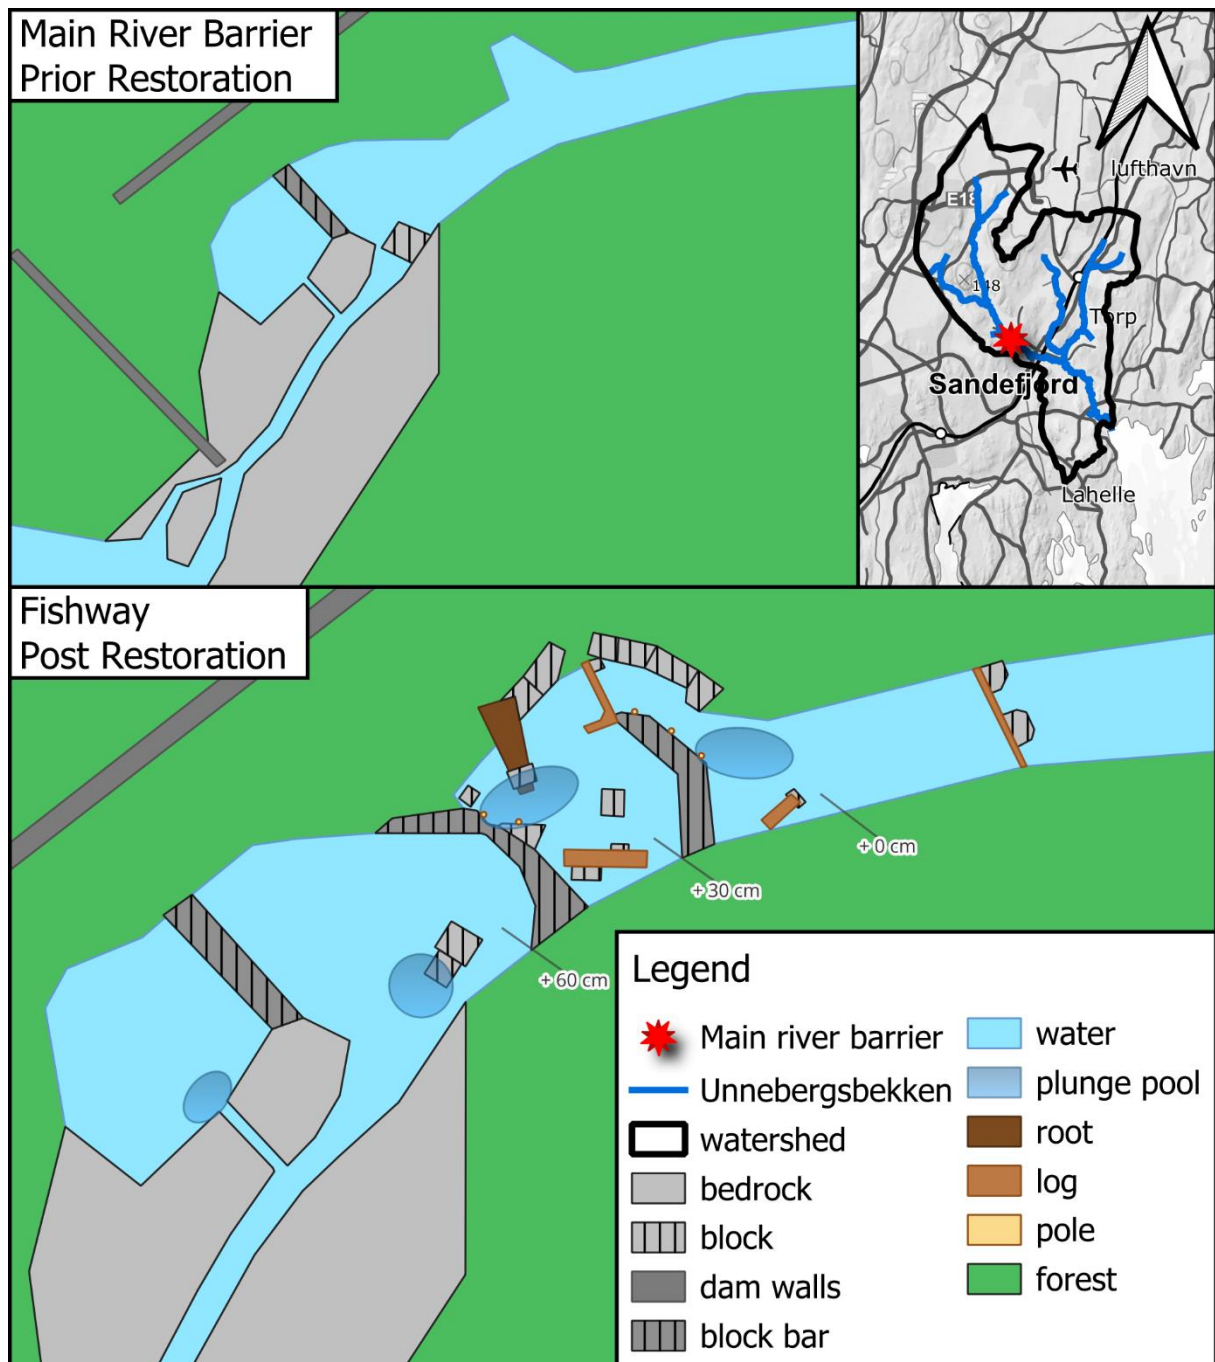 Main River Barrier
Prior Restoration
lufthavn
E18
148
Torp
Sandefjord
Lahelle
Fishway
Post Restoration
+ 0 cm
+ 30 cm
+ 60 cm
Legend
Main river barrier
Unnebergsbekken
watershed
bedrock
block
dam walls
block bar
water
plunge pool
root
log
pole
forest